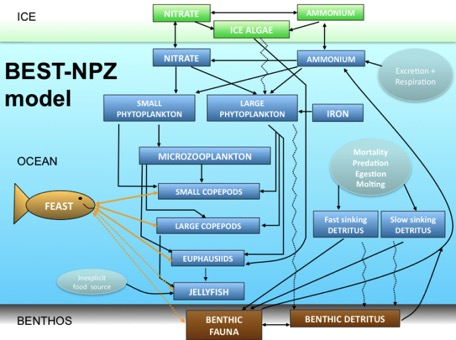 ICE
NITRATE
AMMONIUM
ICE ALGAE
NITRATE
AMMONIUM
BEST-NPZ
model
Excretion +
Respiration
SMALL
PHYTOPLANKTON
LARGE
PHYTOPLANKTON
IRON
OCEAN
MICROZOOPLANKTON
Mortality
Predation
Egestion
Molting
SMALL COPEPODS
FEAST
LARGE COPEPODS
Fast sinking
DETRITUS
Slow sinking
DETRITUS
EUPHAUSIIDS
Inexplicit
food source
JELLYFISH
BENTHOS
BENTHIC
FAUNA
BENTHIC DETRITUS